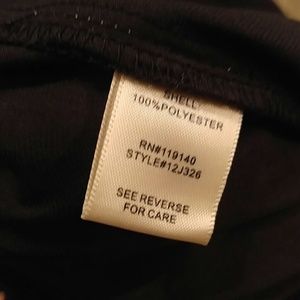 SHELL:
100%POLYESTER
RN#119140
STYLE#12J326
SEE REVERSE
FOR CARE